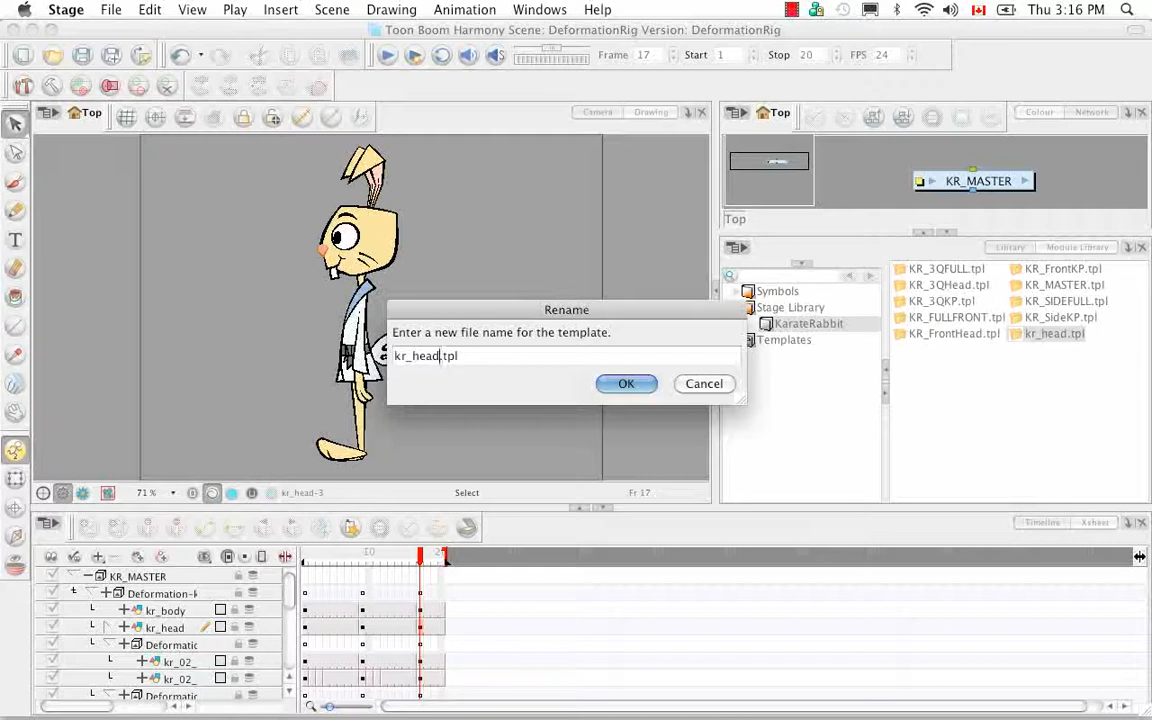 Stage File Edit View Play Insert Scene Drawing Animation Windows Help Thu 3:16 PM
Toon Boom Harmony Scene: DeformationRig Version: DeformationRig
Frame 17 Start 1 Stop 20 FPS 24
Top Camera Drawing
Top Colour Network
KR_MASTER
Top
Library Module Library
Symbols
Stage Library
KarateRabbit
Templates
KR_3QFULL.tpl KR_FrontKP.tpl
KR_3QHead.tpl KR_MASTER.tpl
KR_3QKP.tpl KR_SIDEFULL.tpl
KR_FULLFRONT.tpl KR_SideKP.tpl
KR_FrontHead.tpl kr_head.tpl
Rename
Enter a new file name for the template.
kr_head.tpl
OK Cancel
71 % kr_head-3 Select Fr 17
Timeline Xsheet
10
KR_MASTER
Deformation-k
kr_body
kr_head
Deformatic
kr_02_
kr_02_
Deformatic